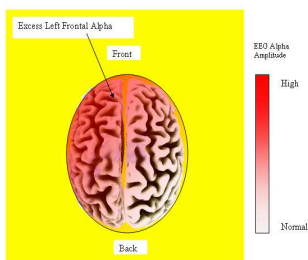 Excess Left Frontal Alpha
Front
EEG Alpha
Amplitude
High
Normal
Back